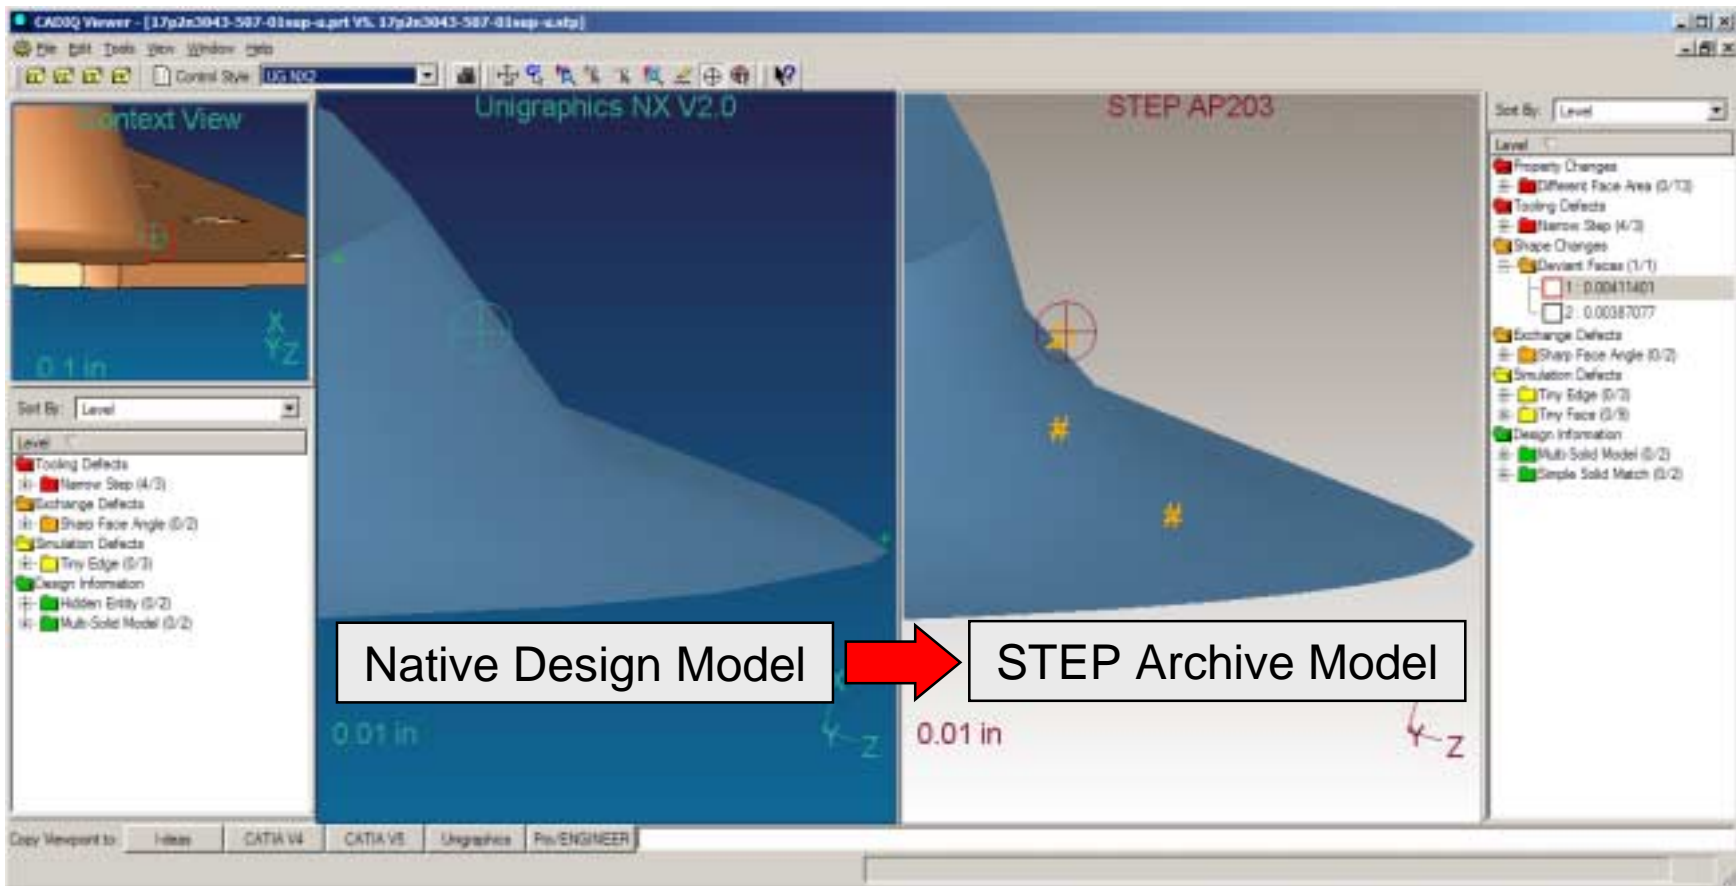 CADIQ Viewer - [17p2n3043-507-01sup-u.prt VS. 17p2n3043-507-01sup-u.stp]
File Edit Tools View Window Help
Control Style UG NX2
Context View
0.1 in
X
Y Z
Sort By: Level
Level
Tooling Defects
Narrow Step (4/3)
Exchange Defects
Sharp Face Angle (0/2)
Simulation Defects
Tiny Edge (0/3)
Design Information
Hidden Entity (0/2)
Multi-Solid Model (0/2)
Unigraphics NX V2.0
0.01 in
Y Z
STEP AP203
0.01 in
Y Z
Native Design Model
STEP Archive Model
Sort By: Level
Level
Property Changes
Different Face Area (0/13)
Tooling Defects
Narrow Step (4/3)
Shape Changes
Deviant Faces (1/1)
1 : 0.00411401
2 : 0.00387077
Exchange Defects
Sharp Face Angle (0/2)
Simulation Defects
Tiny Edge (0/3)
Tiny Face (0/9)
Design Information
Multi-Solid Model (0/2)
Simple Solid Match (0/2)
Copy Viewpoint to: I-deas CATIA V4 CATIA V5 Unigraphics Pro/ENGINEER